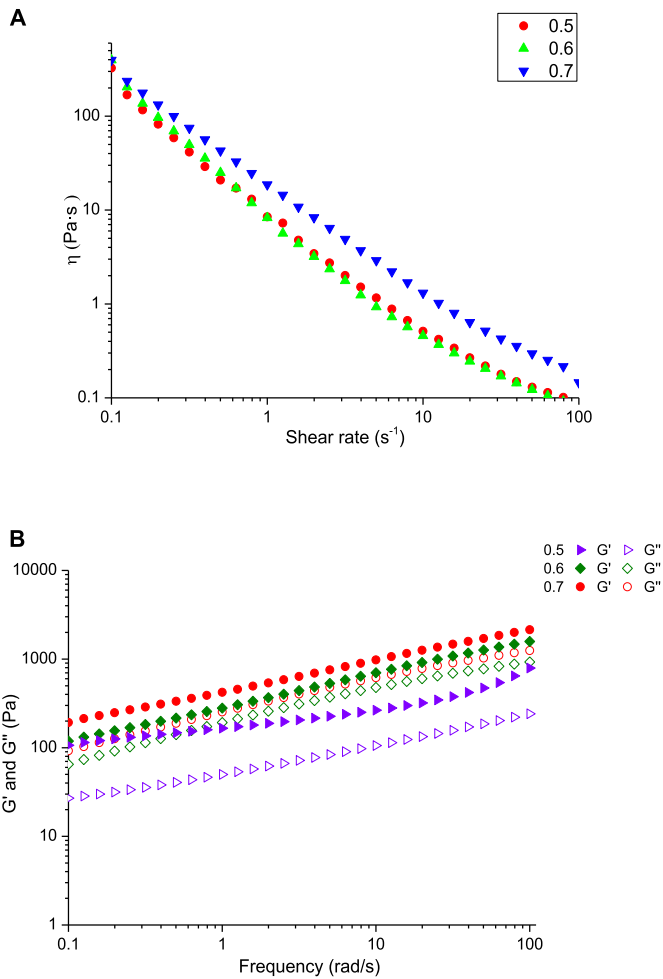 A
0.5
0.6
0.7
100
10
1
0.1
η (Pa·s)
0.1 1 10 100
Shear rate (s⁻¹)
B
0.5 G' G''
0.6 G' G''
0.7 G' G''
10000
1000
100
10
1
G' and G'' (Pa)
0.1 1 10 100
Frequency (rad/s)